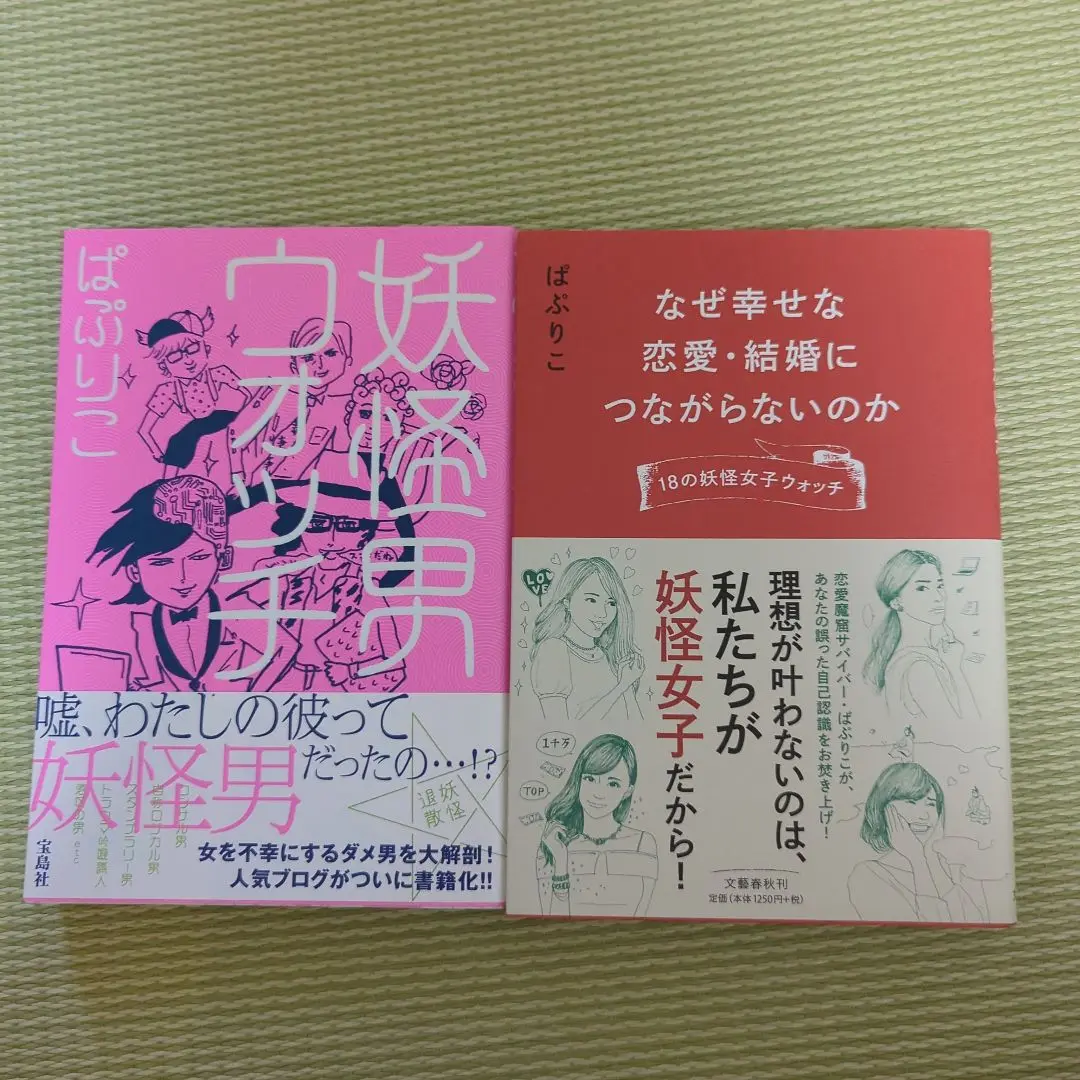 妖怪男
ウォッチ
ぱぷりこ
嘘、わたしの彼って
妖怪男
だったの…!?
妖怪
退散
ロジカル男
スタンプラリー男
etc
女を不幸にするダメ男を大解剖!
人気ブログがついに書籍化!!
宝島社
ぱぷりこ
なぜ幸せな
恋愛・結婚に
つながらないのか
18の妖怪女子ウォッチ
恋愛魔窟サバイバー・ぱぷりこが、
あなたの誤った自己認識をお焚き上げ!
理想が叶わないのは、
私たちが
妖怪女子だから!
LOVE
1千万
TOP
文藝春秋刊
定価(本体1250円+税)